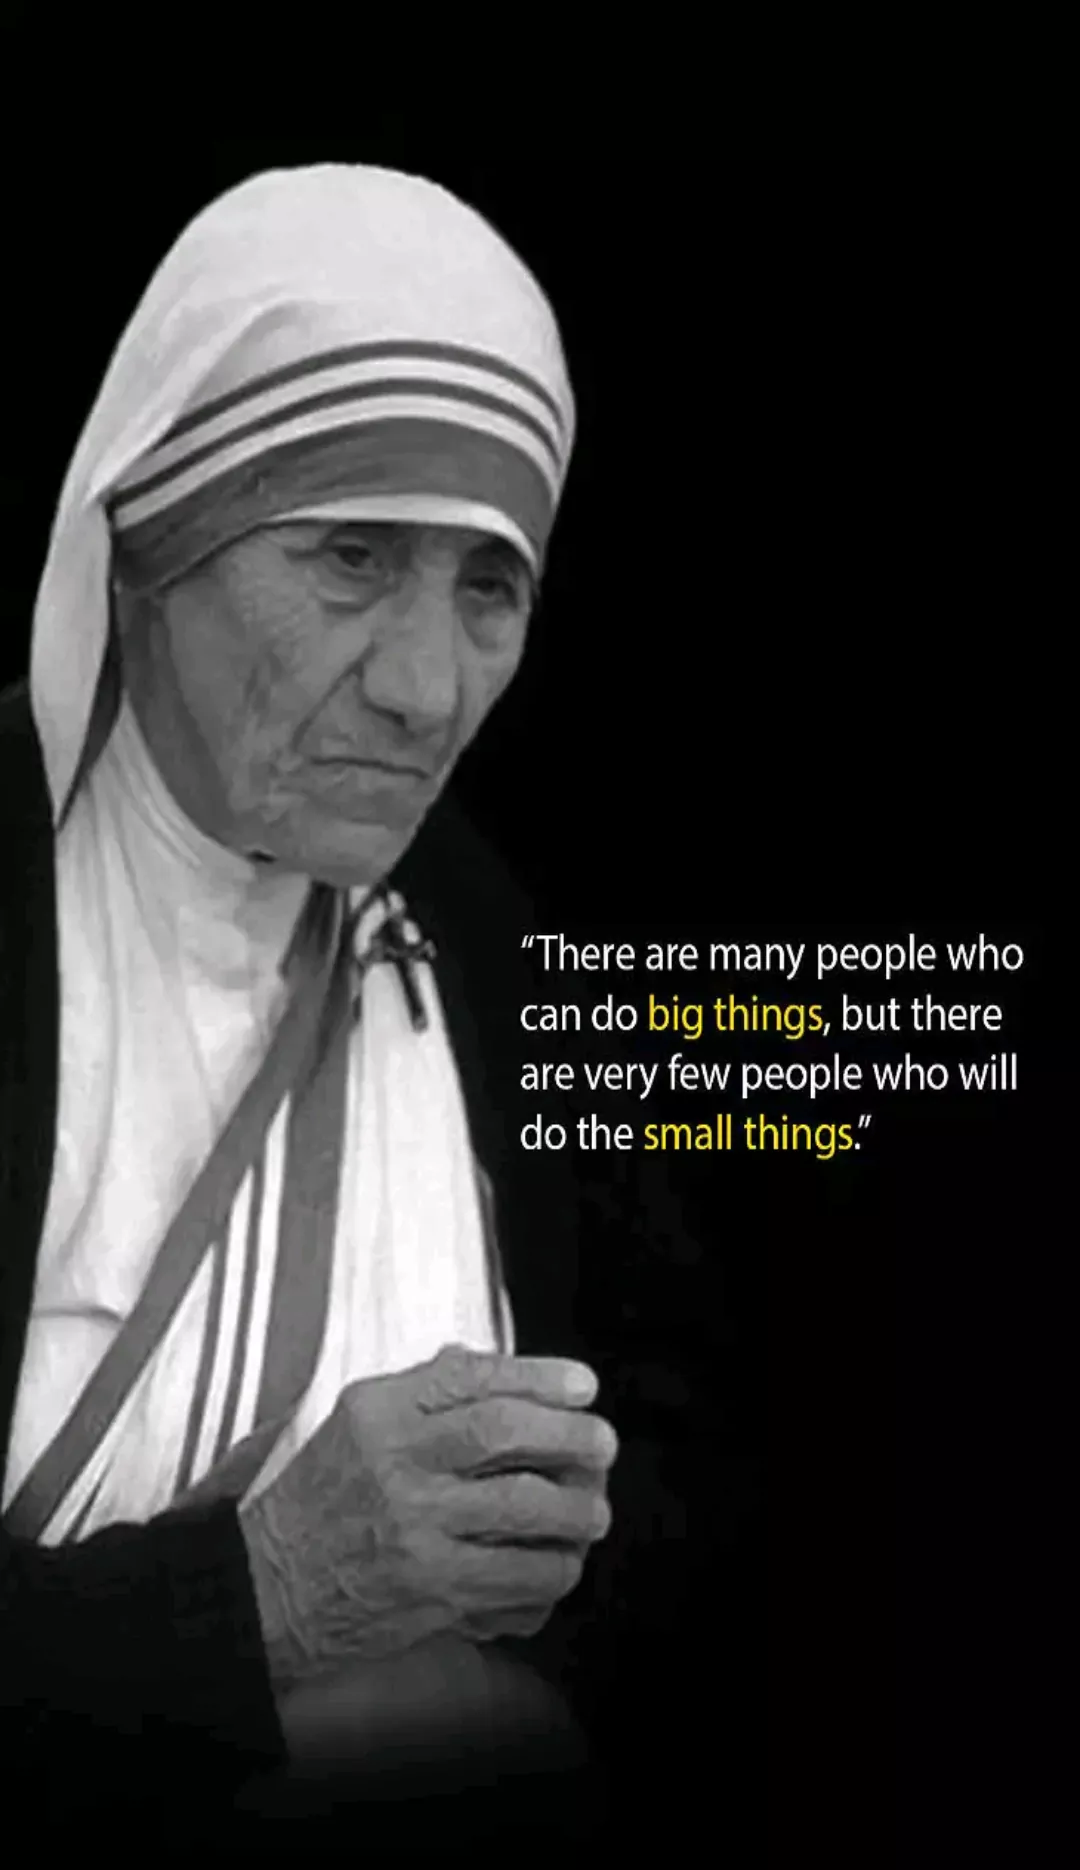 “There are many people who
can do big things, but there
are very few people who will
do the small things.”